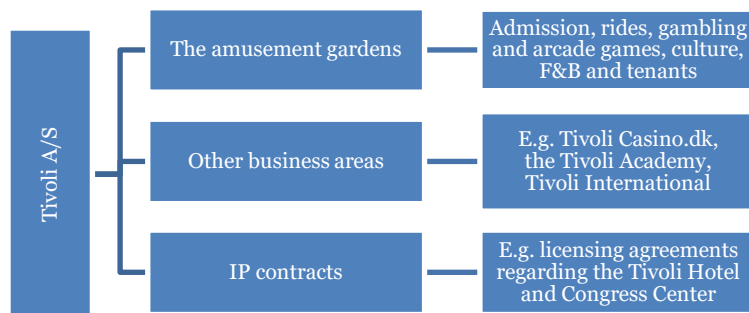 Tivoli A/S
The amusement gardens
Admission, rides, gambling
and arcade games, culture,
F&B and tenants
Other business areas
E.g. Tivoli Casino.dk,
the Tivoli Academy,
Tivoli International
IP contracts
E.g. licensing agreements
regarding the Tivoli Hotel
and Congress Center